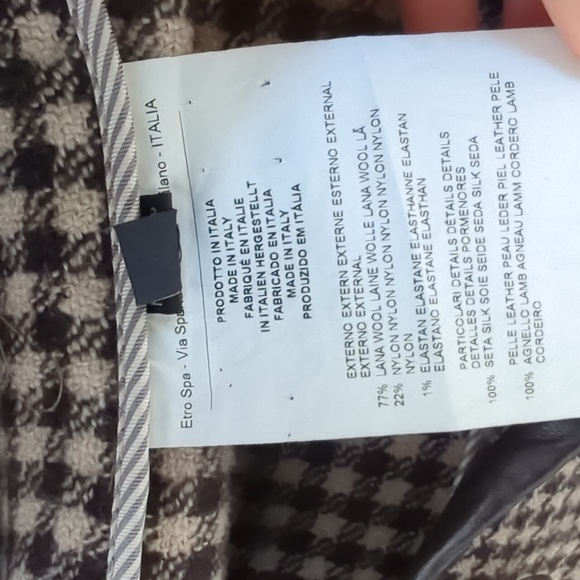 Etro Spa - Via Spa lano - ITALIA
PRODOTTO IN ITALIA
MADE IN ITALY
FABRIQUÉ EN ITALIE
IN ITALIEN HERGESTELLT
FABRICADO EN ITALIA
MADE IN ITALY
PRODUZIDO EM ITÁLIA
EXTERNO EXTERN EXTERNE ESTERNO EXTERNAL
EXTERNO EXTERNAL
77% LANA WOOL LAINE WOLLE LANA WOOL LÃ
22% NYLON NYLON NYLON NYLON NYLON NYLON
NYLON
1% ELASTAN ELASTANE ELASTHANNE ELASTAN
ELASTANO ELASTANE ELASTHAN
PARTICOLARI DETAILS DÉTAILS DETAILS
DETALLES DETAILS PORMENORES
100% SETA SILK SOIE SEIDE SEDA SILK SEDA
PELLE LEATHER PEAU LEDER PIEL LEATHER PELE
100% AGNELLO LAMB AGNEAU LAMM CORDERO LAMB
CORDEIRO